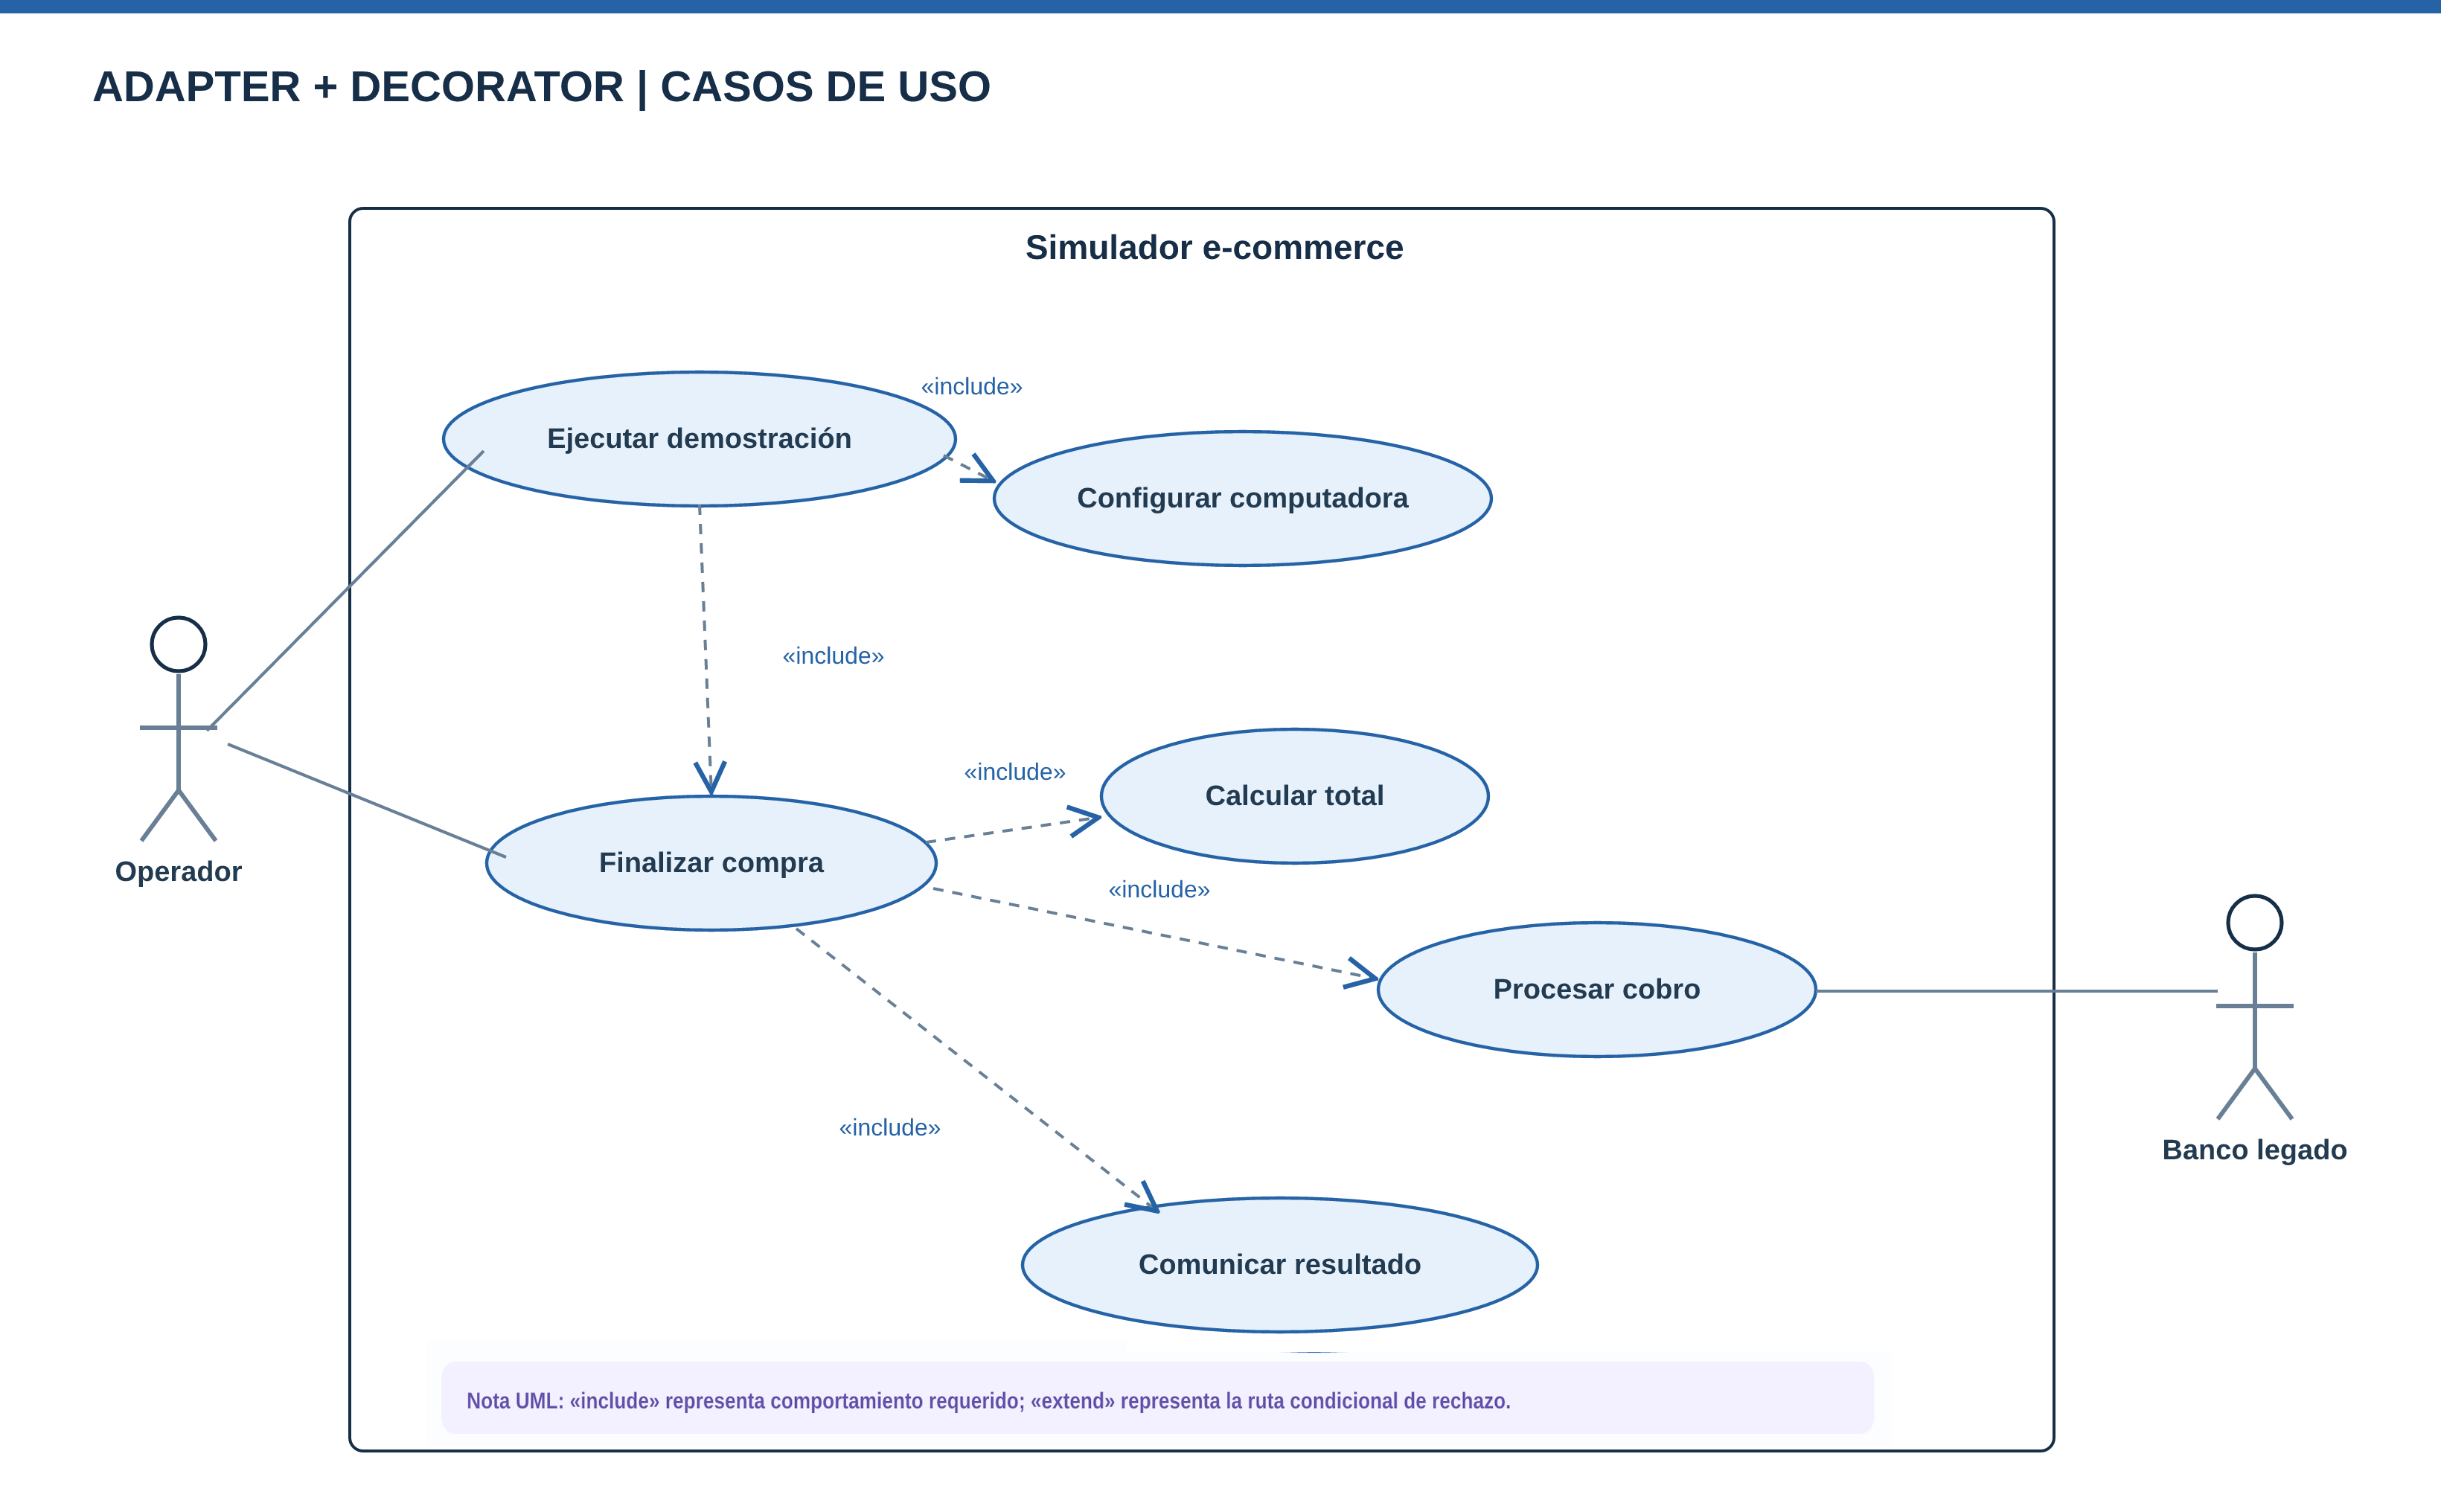 ADAPTER + DECORATOR | CASOS DE USO
Simulador e-commerce
«include»
Ejecutar demostración
Configurar computadora
«include»
«include»
Calcular total
Finalizar compra
Operador
«include»
Procesar cobro
«include»
Banco legado
Comunicar resultado
Nota UML: «include» representa comportamiento requerido; «extend» representa la ruta condicional de rechazo.